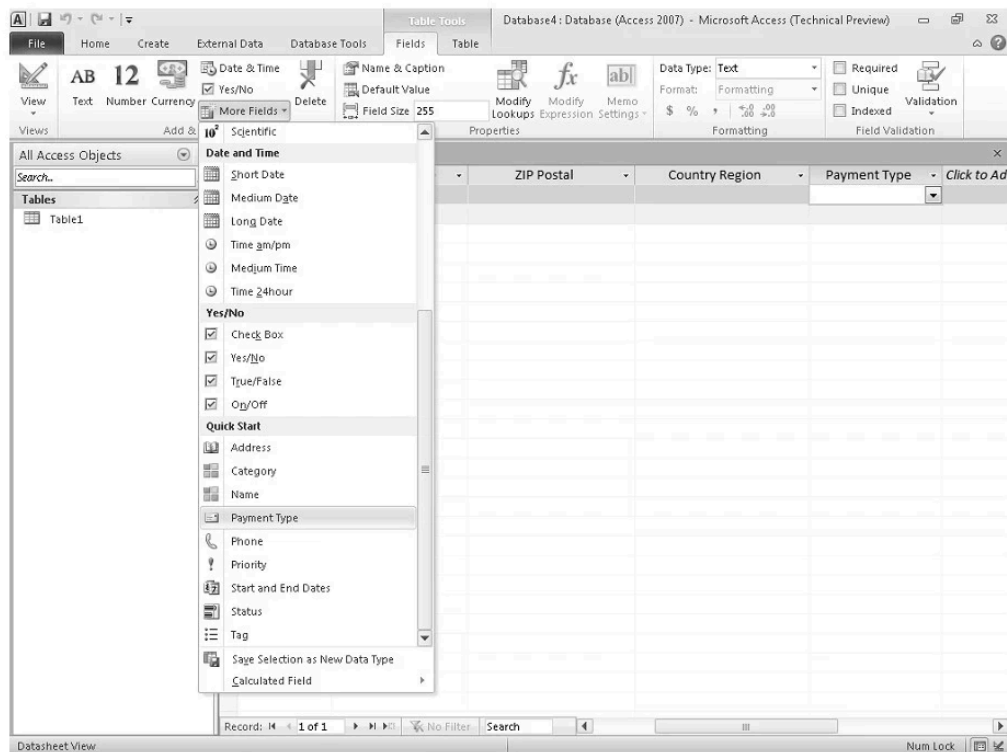 Table Tools
Database4 : Database (Access 2007) - Microsoft Access (Technical Preview)
File Home Create External Data Database Tools Fields Table
View
Views
AB Text
12 Number
Currency
Date & Time
Yes/No
More Fields
Delete
Add &
Name & Caption
Default Value
Field Size 255
Modify Lookups
fx Modify Expression
ab Memo Settings
Properties
Data Type: Text
Format: Formatting
$ % ,
Formatting
Required
Unique
Indexed
Validation
Field Validation
All Access Objects
Search..
Tables
Table1
10² Scientific
Date and Time
Short Date
Medium Date
Long Date
Time am/pm
Medium Time
Time 24hour
Yes/No
Check Box
Yes/No
True/False
On/Off
Quick Start
Address
Category
Name
Payment Type
Phone
Priority
Start and End Dates
Status
Tag
Save Selection as New Data Type
Calculated Field
ZIP Postal Country Region Payment Type Click to Ad
Record: 1 of 1 No Filter Search
Datasheet View Num Lock